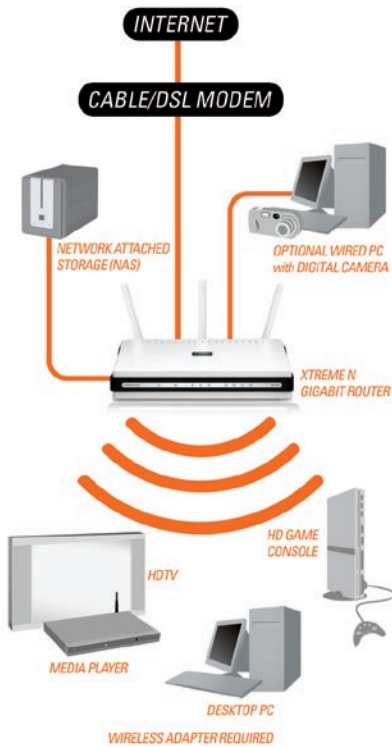 INTERNET
CABLE/DSL MODEM
NETWORK ATTACHED
STORAGE (NAS)
OPTIONAL WIRED PC
with DIGITAL CAMERA
XTREME N
GIGABIT ROUTER
HD GAME
CONSOLE
HDTV
MEDIA PLAYER
DESKTOP PC
WIRELESS ADAPTER REQUIRED